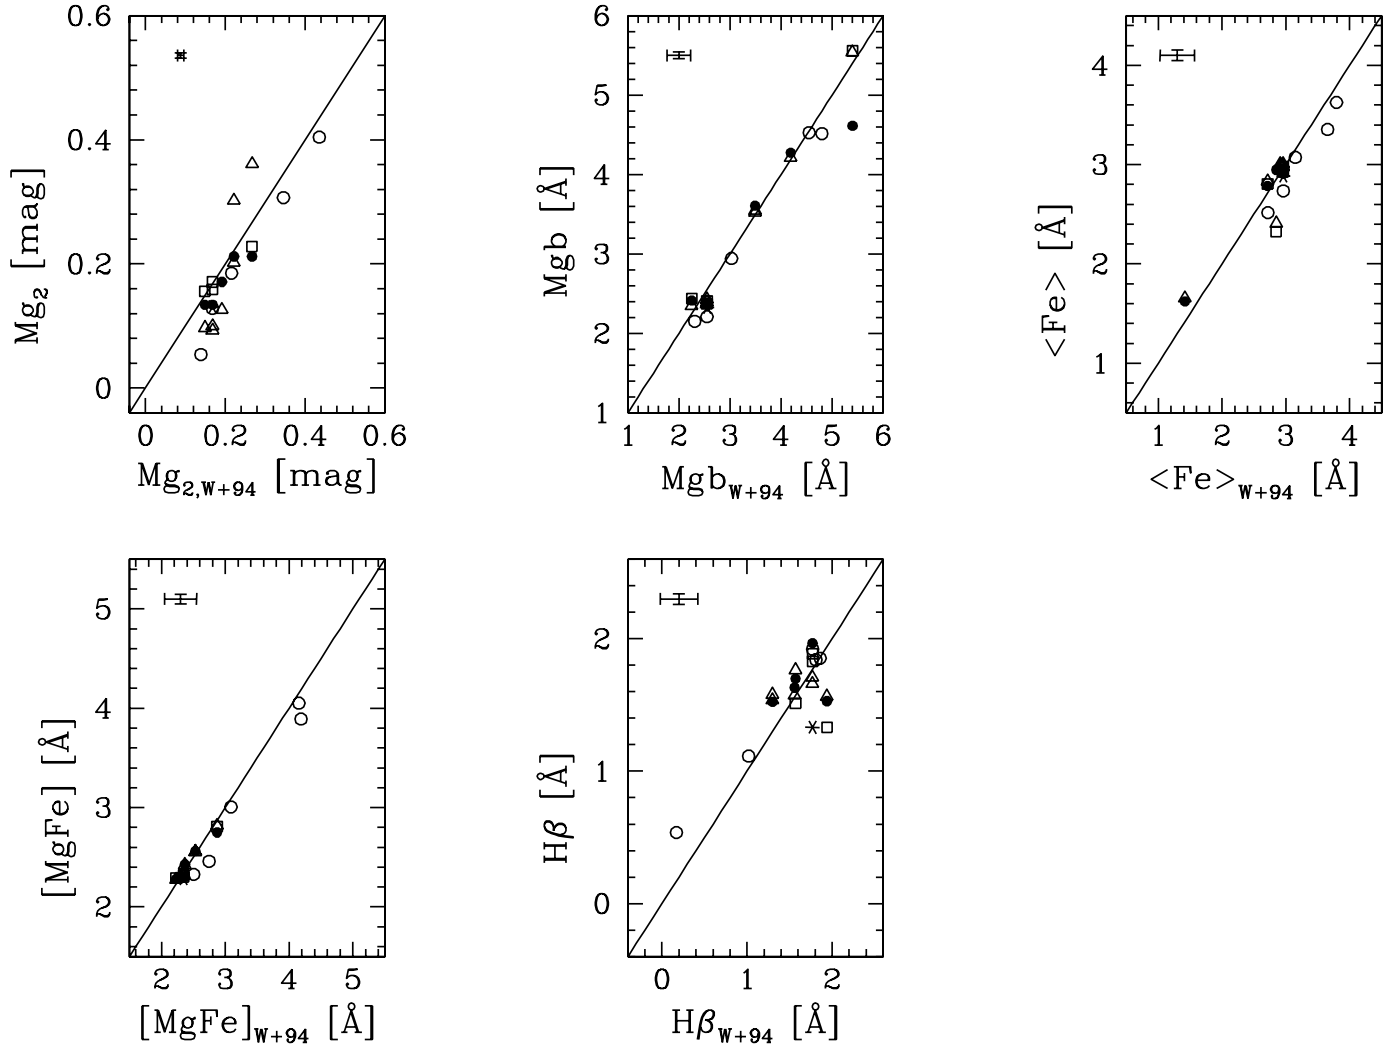 0.6
0.4
0.2
0
Mg2 [mag]
0 0.2 0.4 0.6
Mg2,W+94 [mag]
6
5
4
3
2
1
Mgb [Å]
1 2 3 4 5 6
MgbW+94 [Å]
4
3
2
1
<Fe> [Å]
1 2 3 4
<Fe>W+94 [Å]
5
4
3
2
[MgFe] [Å]
2 3 4 5
[MgFe]W+94 [Å]
2
1
0
Hβ [Å]
0 1 2
HβW+94 [Å]